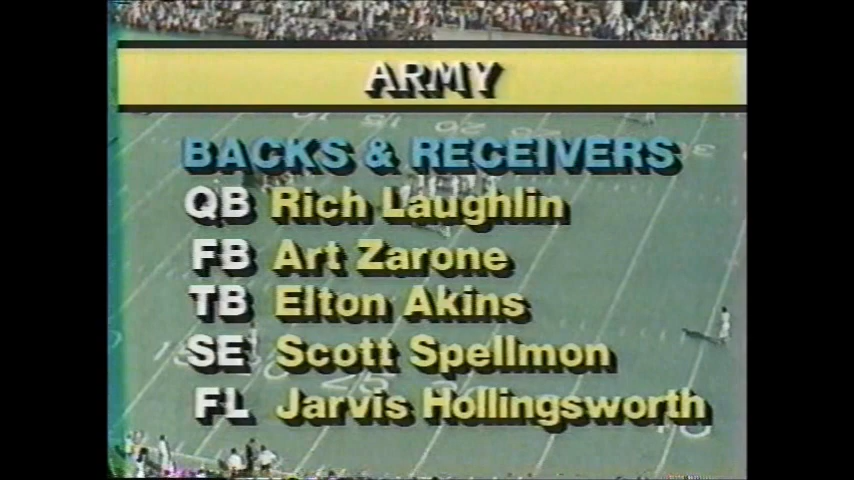 ARMY
BACKS & RECEIVERS
QB Rich Laughlin
FB Art Zarone
TB Elton Akins
SE Scott Spellmon
FL Jarvis Hollingsworth